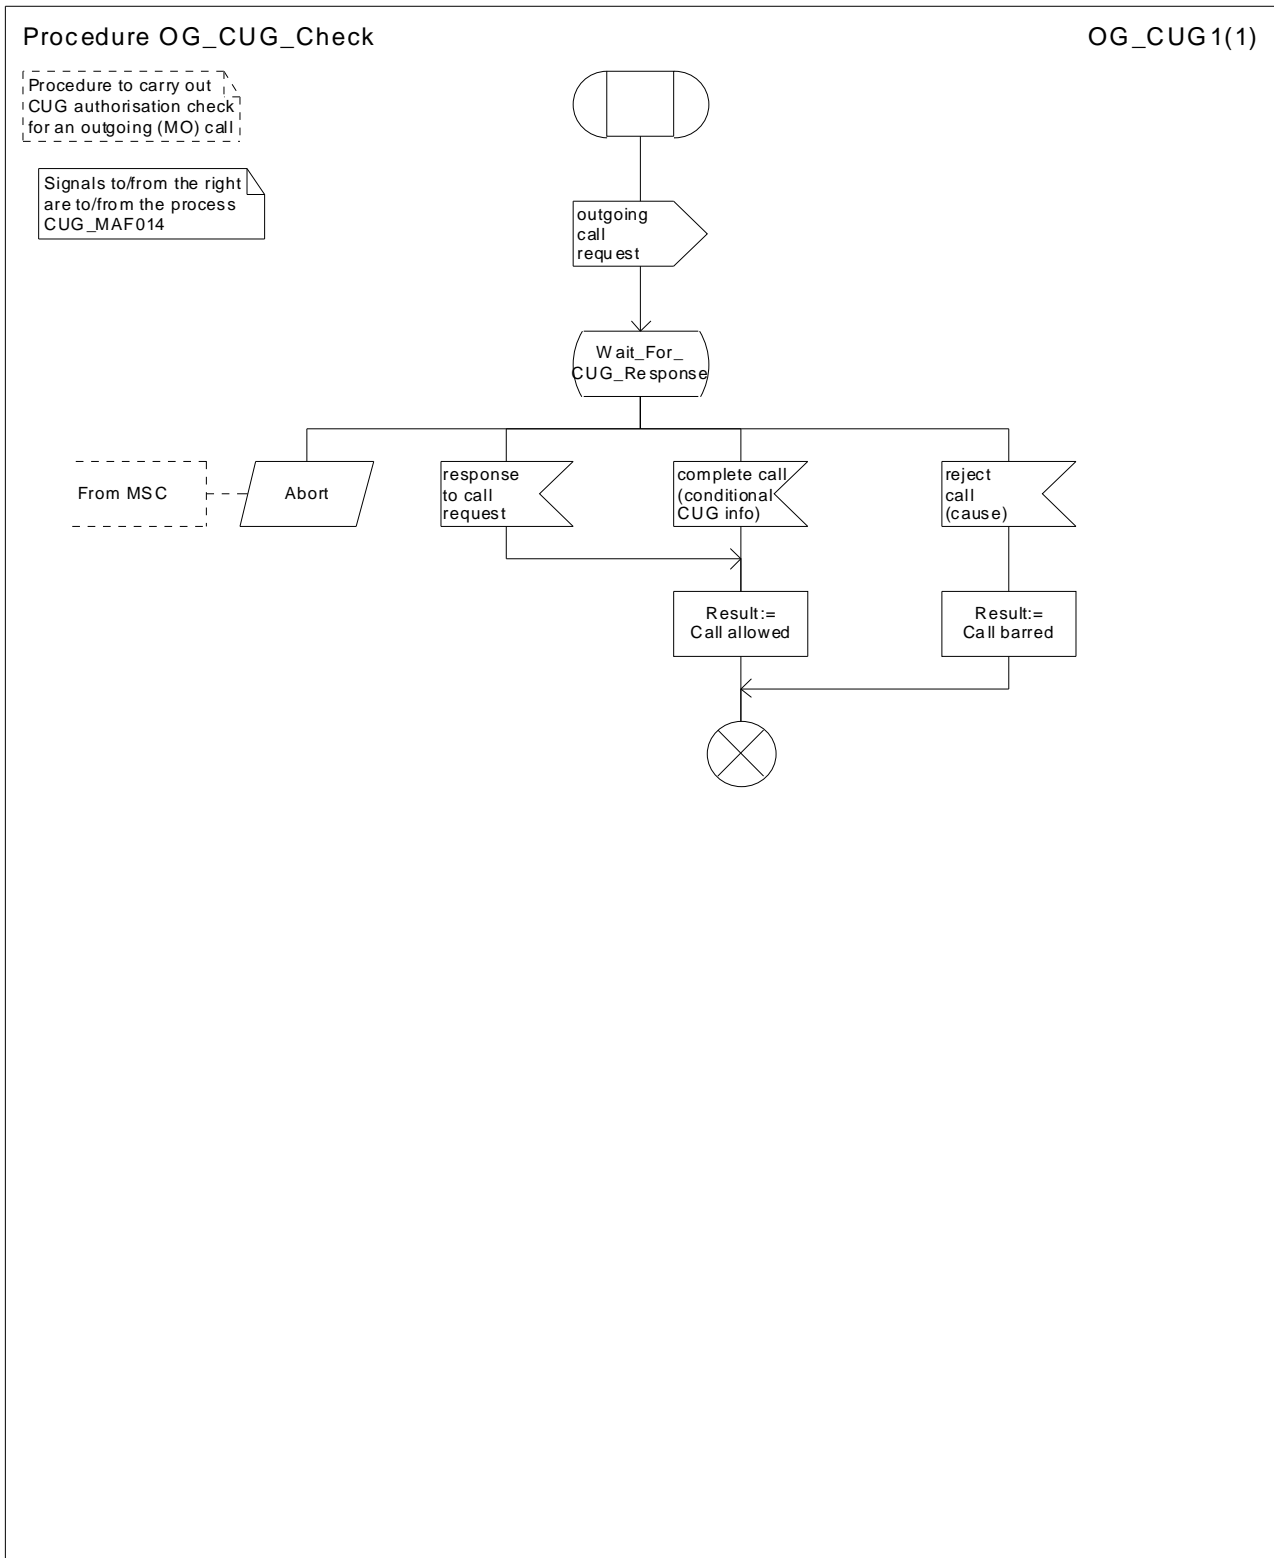 Procedure OG_CUG_Check
OG_CUG1(1)
Procedure to carry out
CUG authorisation check
for an outgoing (MO) call
Signals to/from the right
are to/from the process
CUG_MAF014
outgoing
call
request
Wait_For_
CUG_Response
From MSC
Abort
response
to call
request
complete call
(conditional
CUG info)
reject
call
(cause)
Result:=
Call allowed
Result:=
Call barred